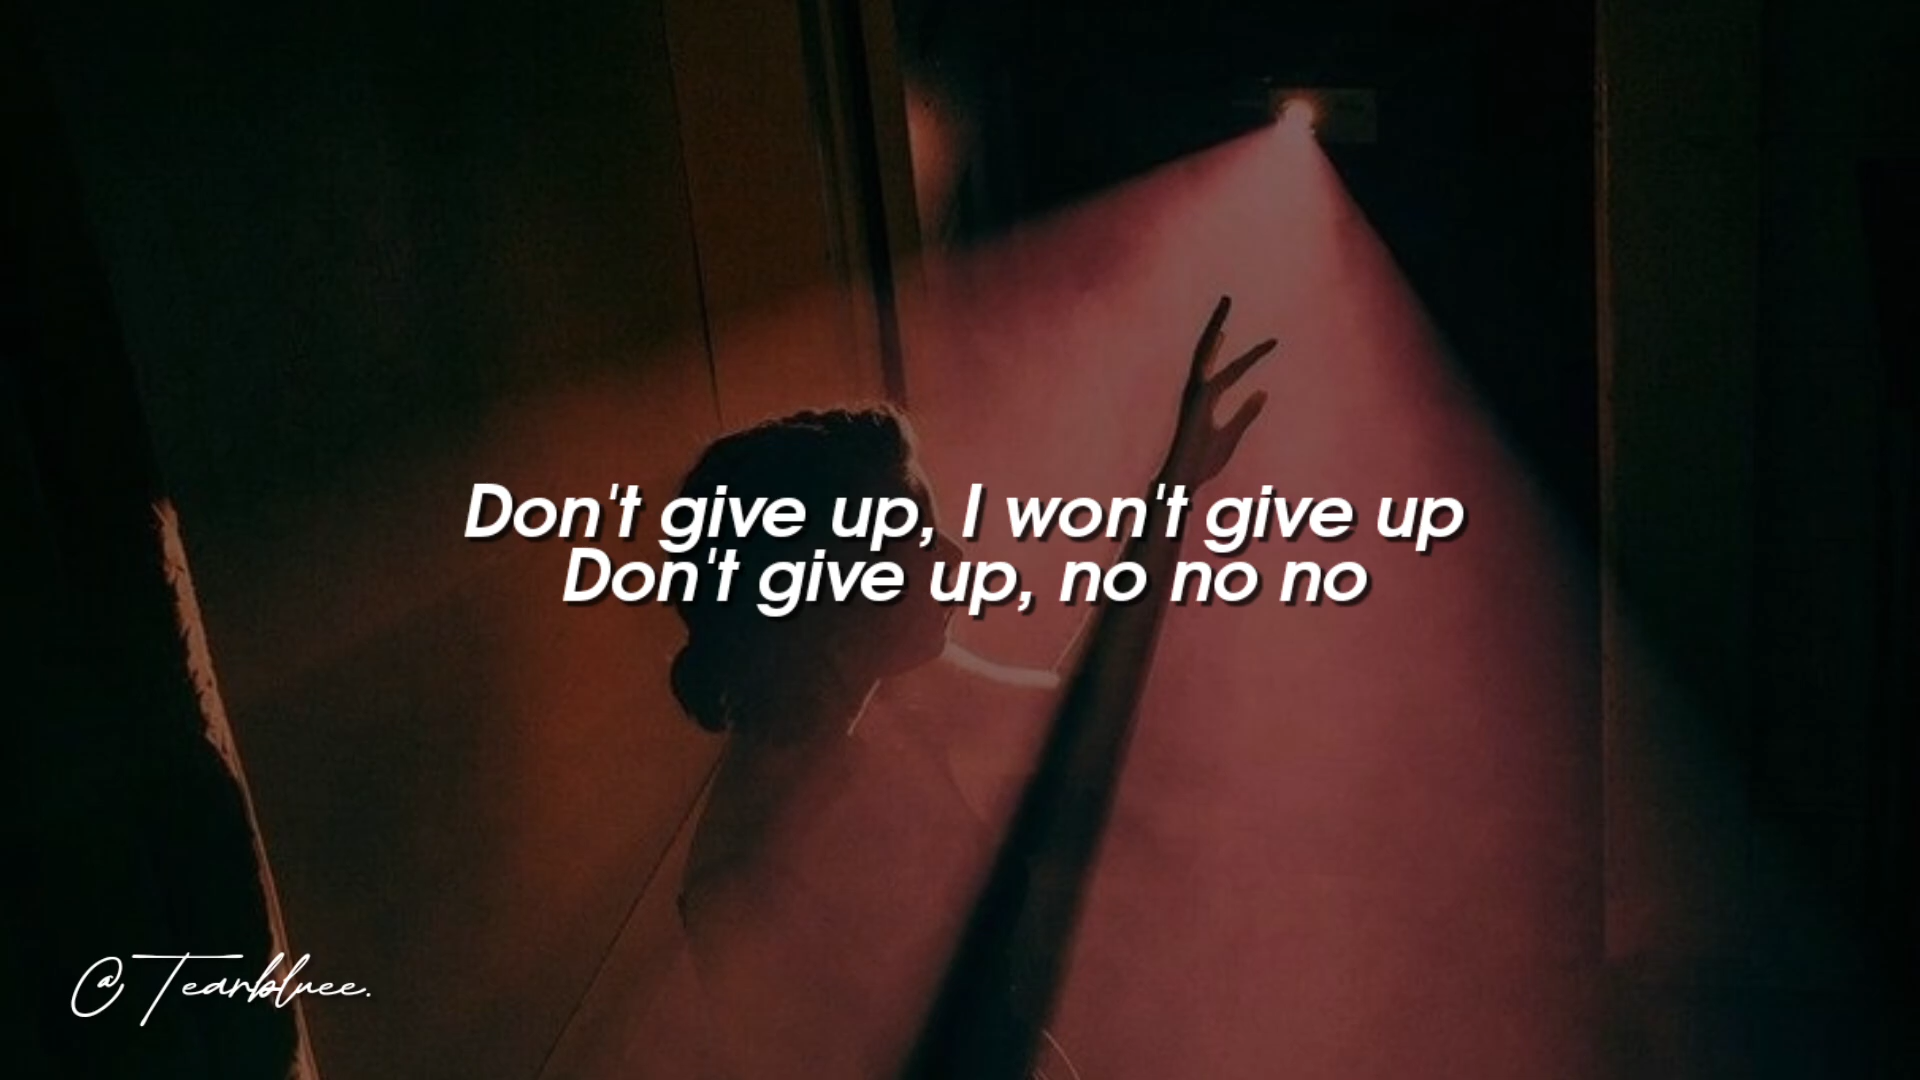 Don't give up, I won't give up
Don't give up, no no no
@Tearbluee.